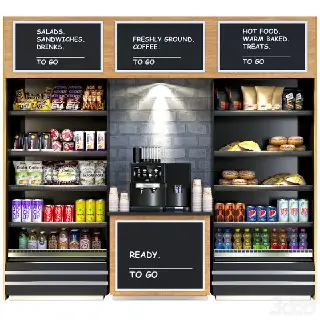 SALADS.
SANDWICHES.
DRINKS.
TO GO
FRESHLY GROUND.
COFFEE
TO GO
HOT FOOD.
WARM BAKED.
TREATS.
TO GO
READY.
TO GO